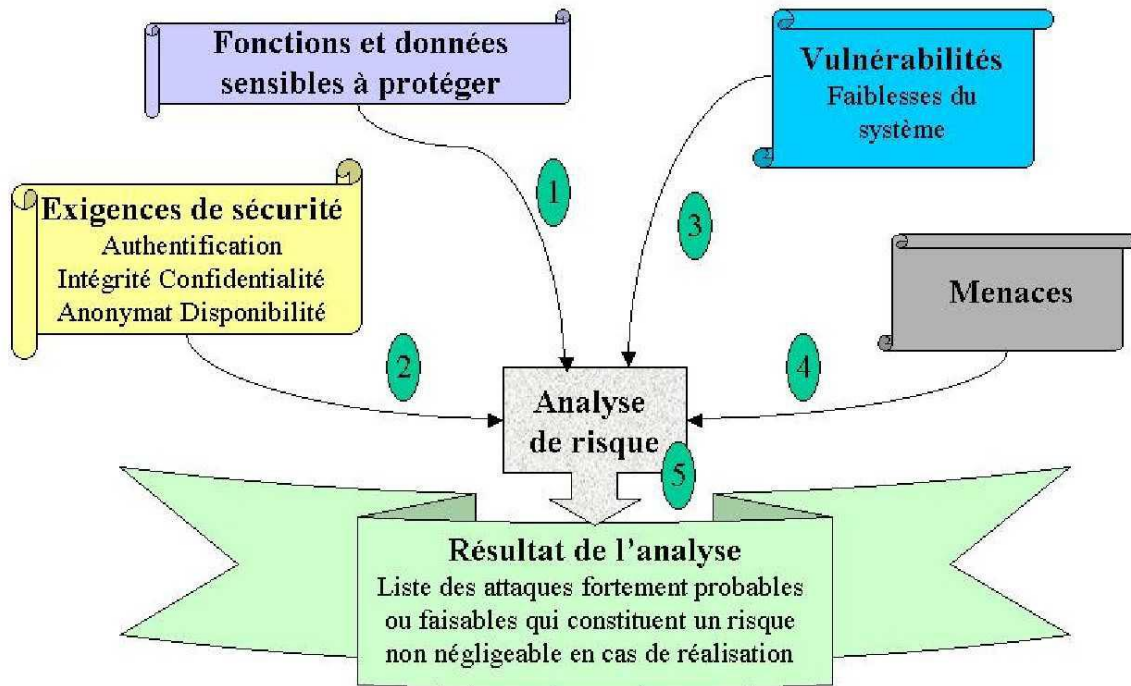 Fonctions et données
sensibles à protéger
Vulnérabilités
Faiblesses du
système
1
3
Exigences de sécurité
Authentification
Intégrité Confidentialité
Anonymat Disponibilité
Menaces
2
4
Analyse
de risque
5
Résultat de l'analyse
Liste des attaques fortement probables
ou faisables qui constituent un risque
non négligeable en cas de réalisation